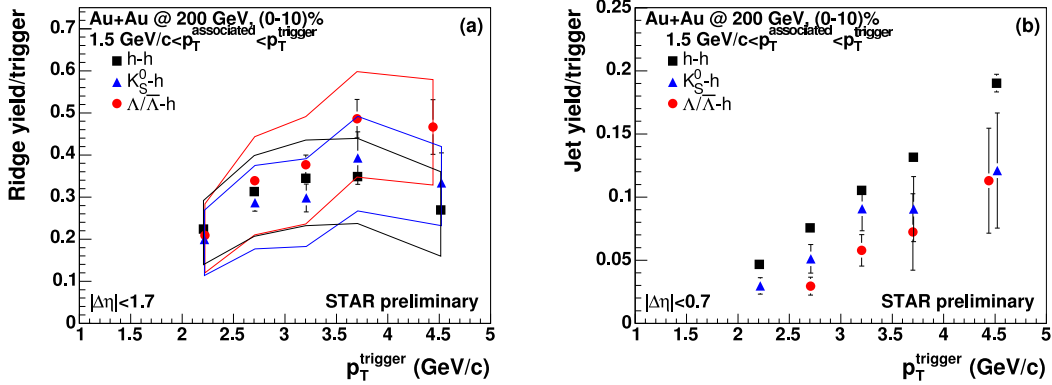 Au+Au @ 200 GeV, (0-10)%
1.5 GeV/c<p_T^associated<p_T^trigger
(a)
h-h
K_S^0-h
Λ/Λ̅-h
Ridge yield/trigger
0.7
0.6
0.5
0.4
0.3
0.2
0.1
0
|Δη|<1.7
STAR preliminary
1 1.5 2 2.5 3 3.5 4 4.5 5
p_T^trigger (GeV/c)
Au+Au @ 200 GeV, (0-10)%
1.5 GeV/c<p_T^associated<p_T^trigger
(b)
h-h
K_S^0-h
Λ/Λ̅-h
Jet yield/trigger
0.25
0.2
0.15
0.1
0.05
0
|Δη|<0.7
STAR preliminary
1 1.5 2 2.5 3 3.5 4 4.5 5
p_T^trigger (GeV/c)